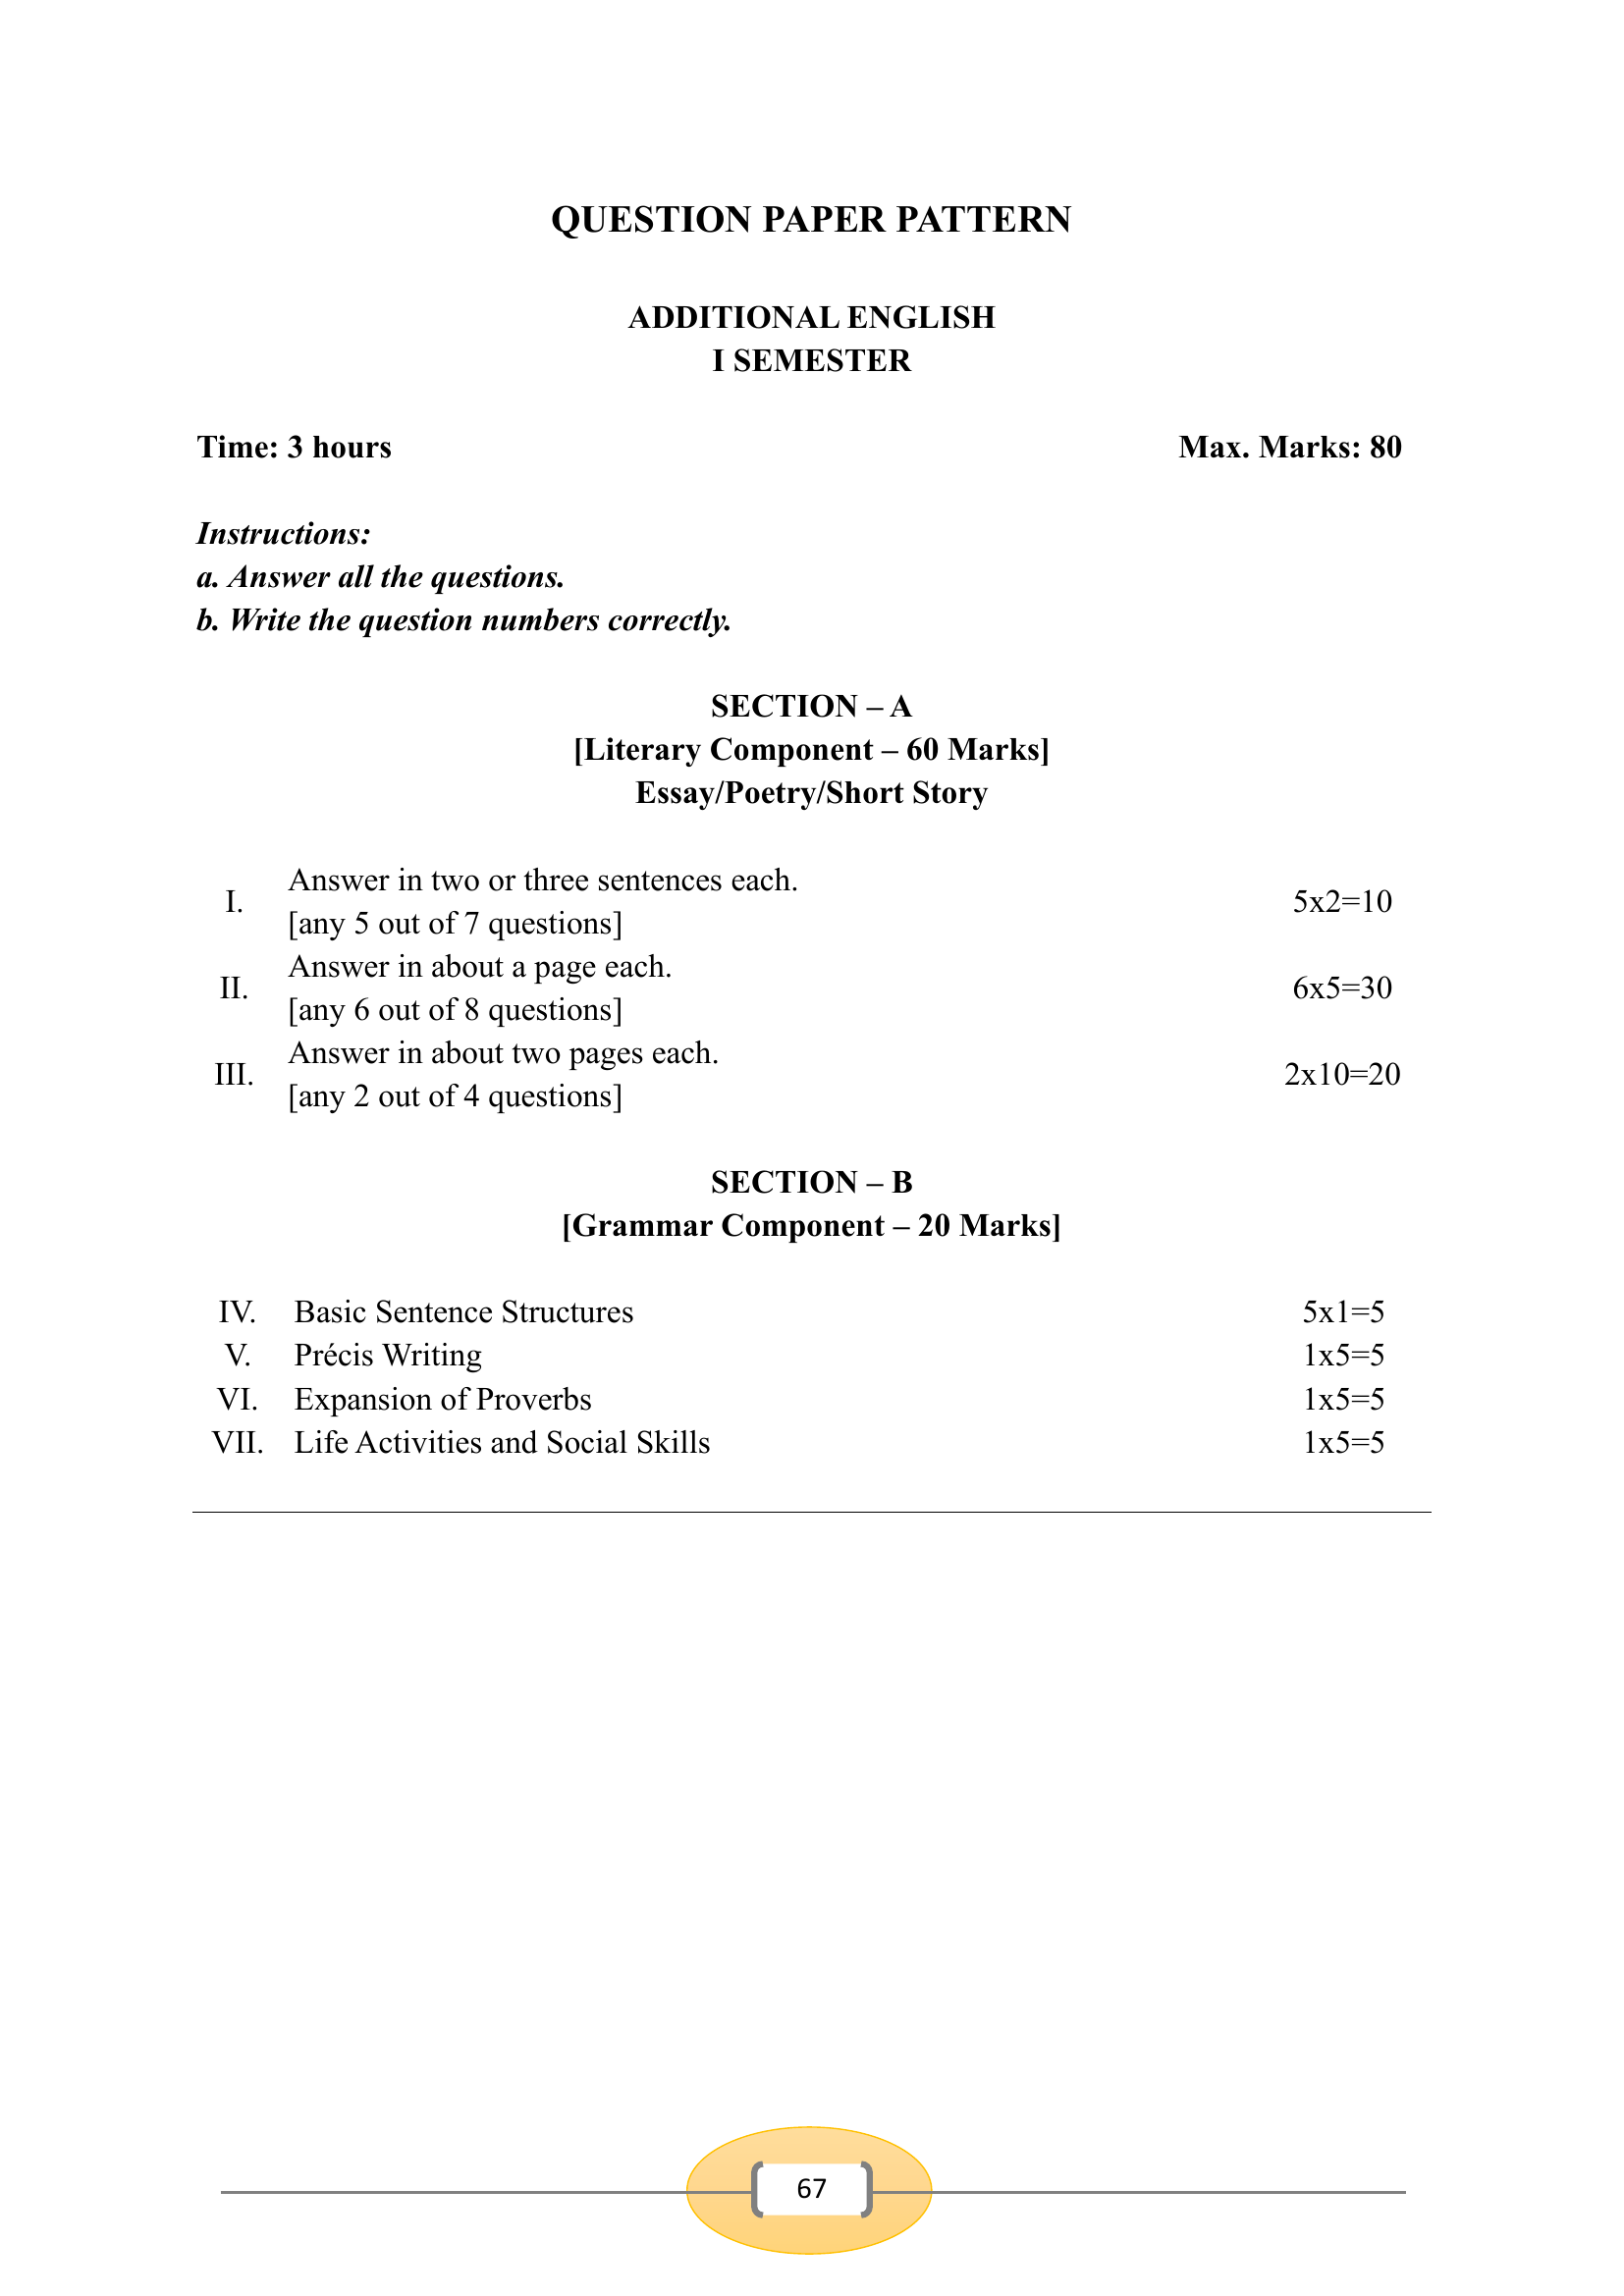 QUESTION PAPER PATTERN
ADDITIONAL ENGLISH
I SEMESTER
Time: 3 hours Max. Marks: 80
Instructions:
a. Answer all the questions.
b. Write the question numbers correctly.
SECTION – A
[Literary Component – 60 Marks]
Essay/Poetry/Short Story
I. Answer in two or three sentences each. 5x2=10
[any 5 out of 7 questions]
II. Answer in about a page each. 6x5=30
[any 6 out of 8 questions]
III. Answer in about two pages each. 2x10=20
[any 2 out of 4 questions]
SECTION – B
[Grammar Component – 20 Marks]
IV. Basic Sentence Structures 5x1=5
V. Précis Writing 1x5=5
VI. Expansion of Proverbs 1x5=5
VII. Life Activities and Social Skills 1x5=5
67